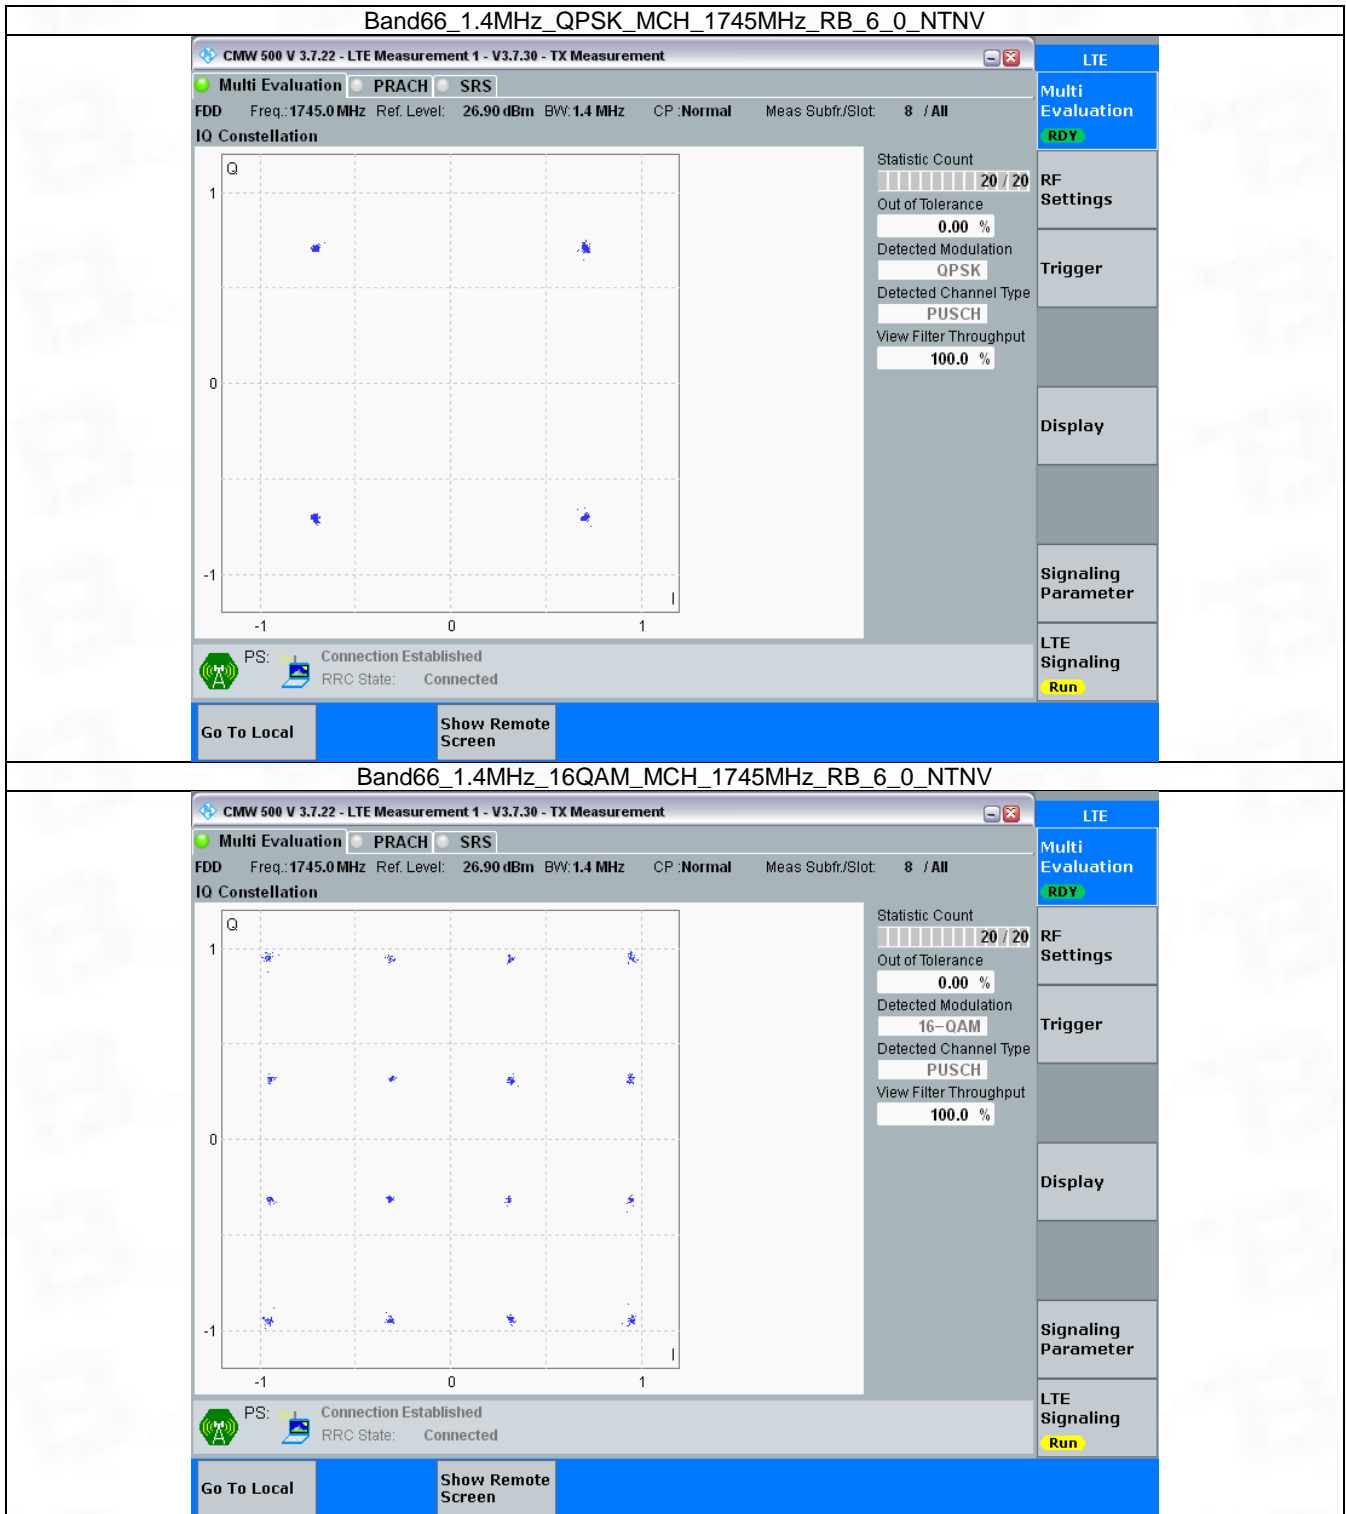 Band66_1.4MHz_QPSK_MCH_1745MHz_RB_6_0_NTNV
CMW 500 V 3.7.22 - LTE Measurement 1 - V3.7.30 - TX Measurement
LTE
Multi Evaluation PRACH SRS
Multi
Evaluation
RDY
FDD Freq.: 1745.0 MHz Ref. Level: 26.90 dBm BW: 1.4 MHz CP : Normal Meas Subfr./Slot: 8 / All
IQ Constellation
Q
1
0
-1
I
-1 0 1
Statistic Count
20 / 20
Out of Tolerance
0.00 %
Detected Modulation
QPSK
Detected Channel Type
PUSCH
View Filter Throughput
100.0 %
RF
Settings
Trigger
Display
Signaling
Parameter
LTE
Signaling
Run
PS: Connection Established
RRC State: Connected
Go To Local
Show Remote
Screen
Band66_1.4MHz_16QAM_MCH_1745MHz_RB_6_0_NTNV
CMW 500 V 3.7.22 - LTE Measurement 1 - V3.7.30 - TX Measurement
LTE
Multi Evaluation PRACH SRS
Multi
Evaluation
RDY
FDD Freq.: 1745.0 MHz Ref. Level: 26.90 dBm BW: 1.4 MHz CP : Normal Meas Subfr./Slot: 8 / All
IQ Constellation
Q
1
0
-1
I
-1 0 1
Statistic Count
20 / 20
Out of Tolerance
0.00 %
Detected Modulation
16-QAM
Detected Channel Type
PUSCH
View Filter Throughput
100.0 %
RF
Settings
Trigger
Display
Signaling
Parameter
LTE
Signaling
Run
PS: Connection Established
RRC State: Connected
Go To Local
Show Remote
Screen